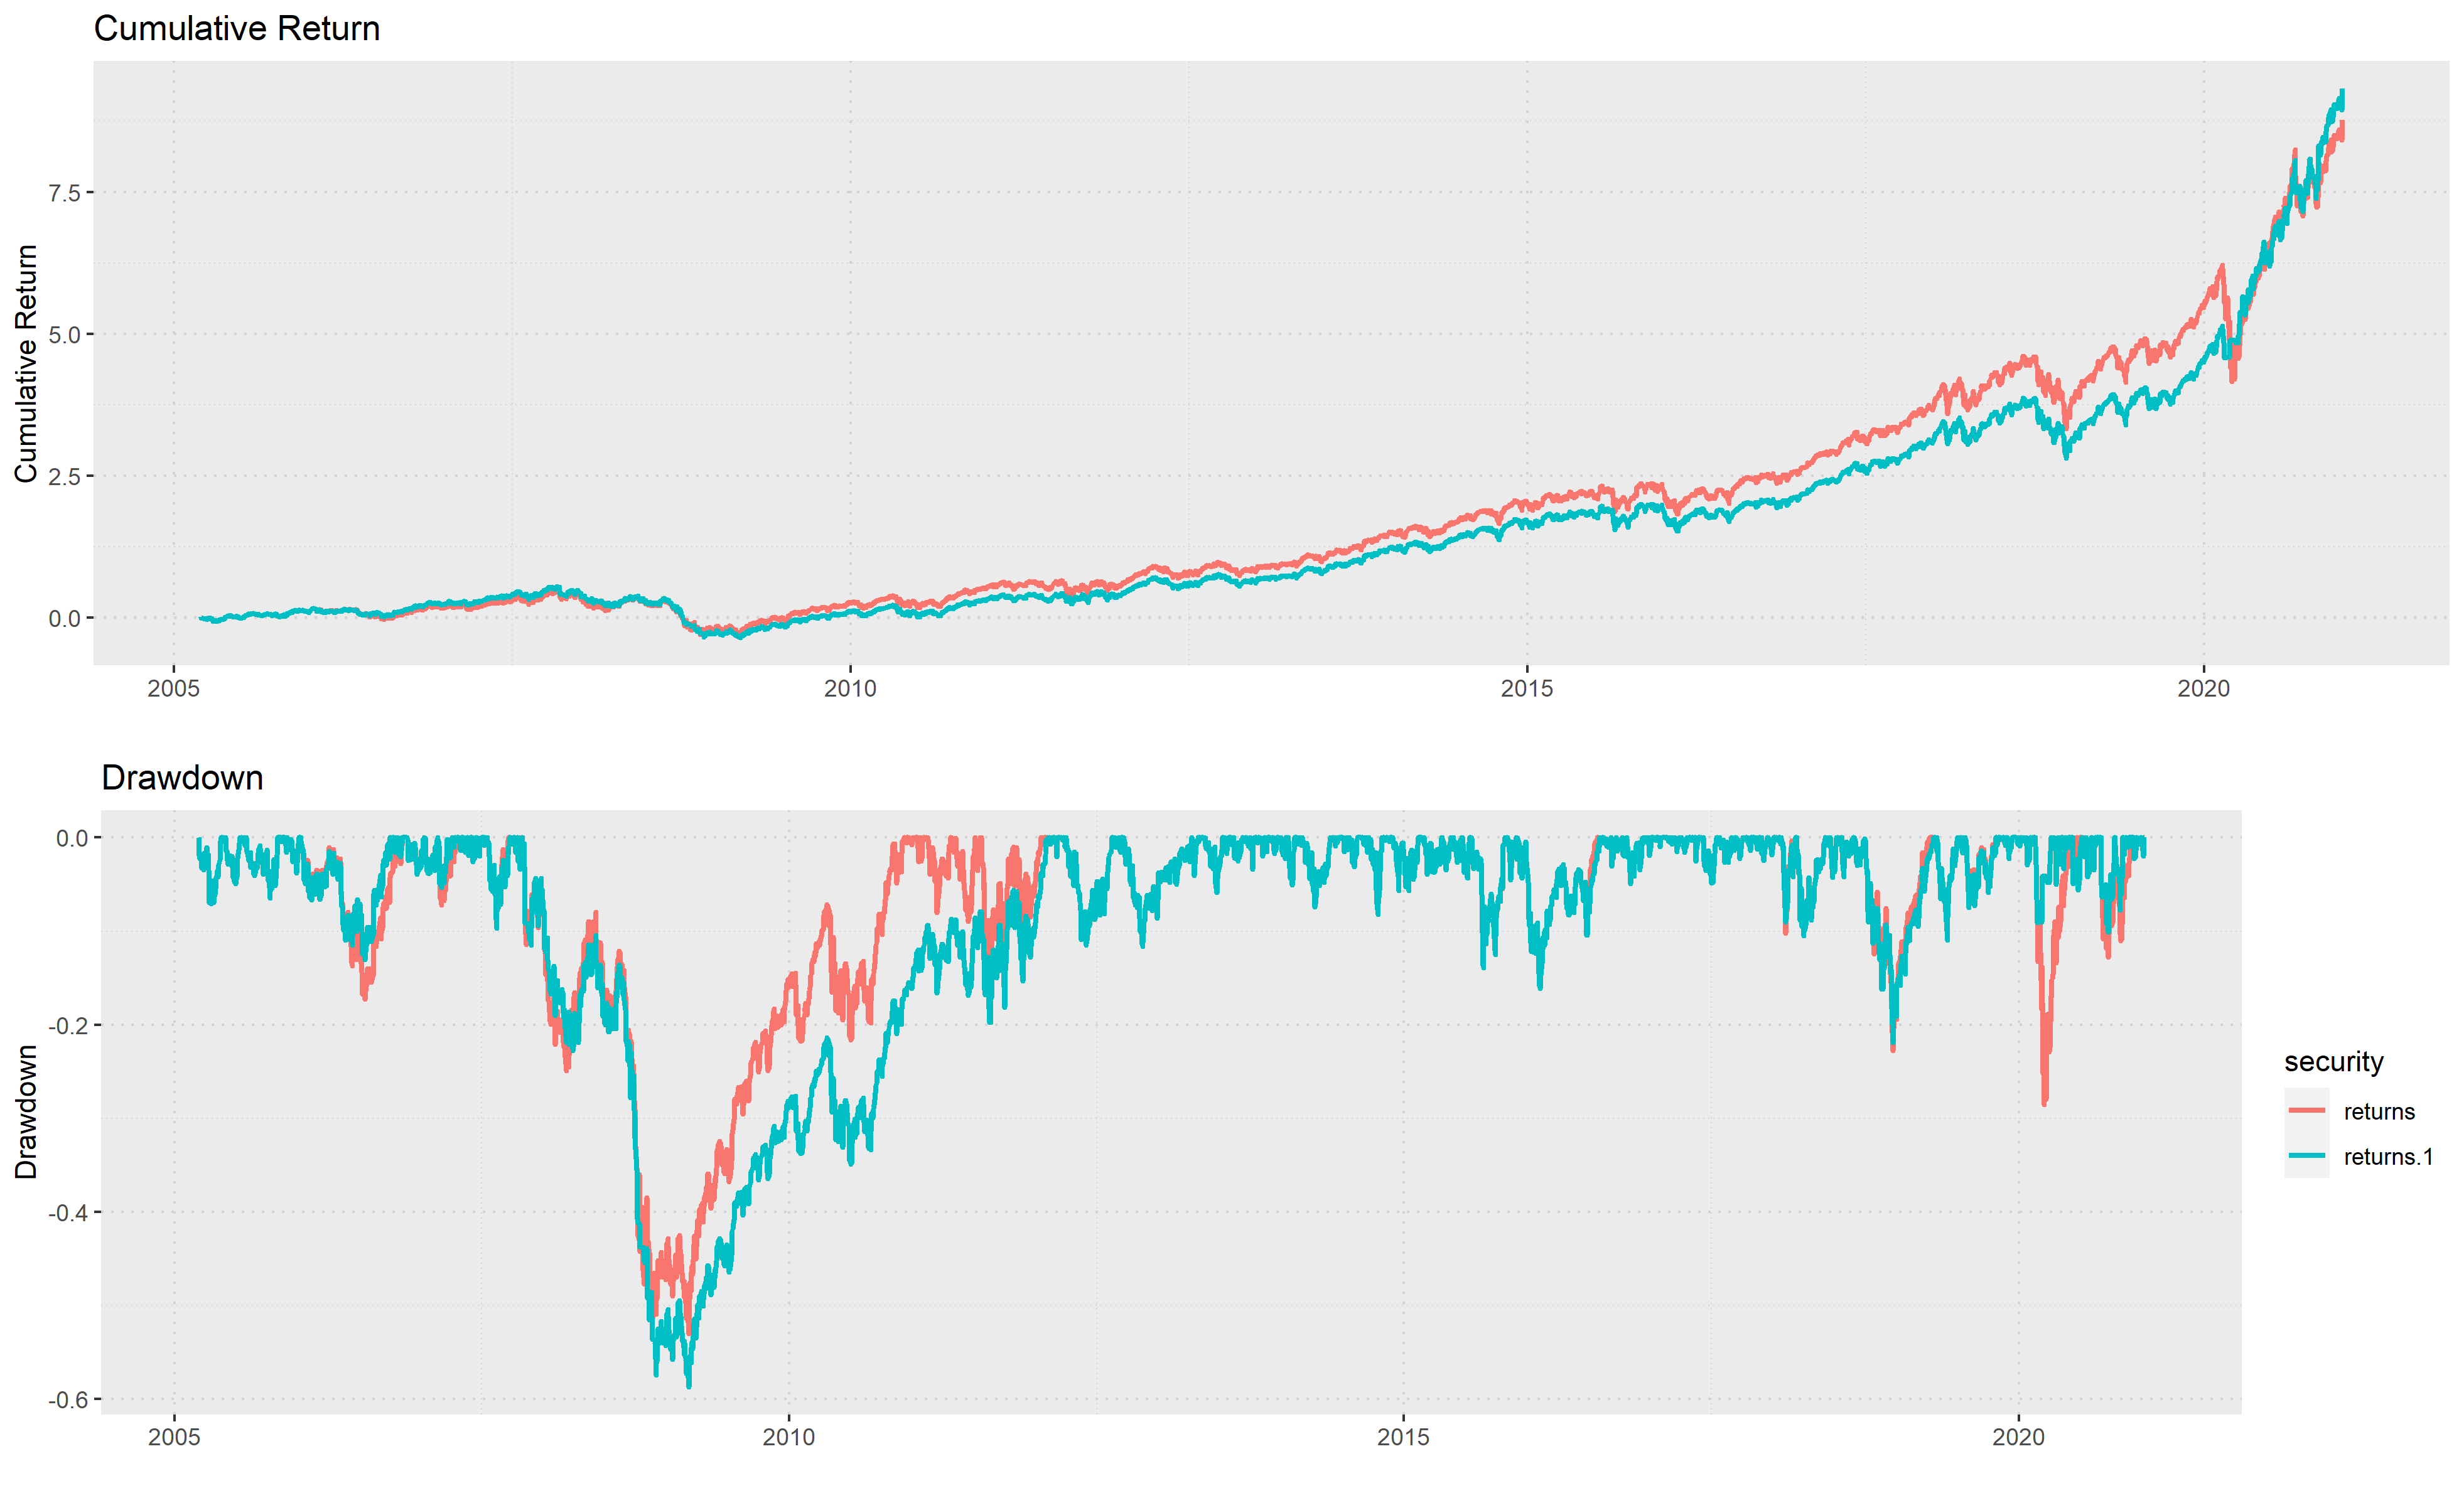 Cumulative Return
Cumulative Return
7.5
5.0
2.5
0.0
2005 2010 2015 2020
Drawdown
Drawdown
0.0
-0.2
-0.4
-0.6
2005 2010 2015 2020
security
returns
returns.1